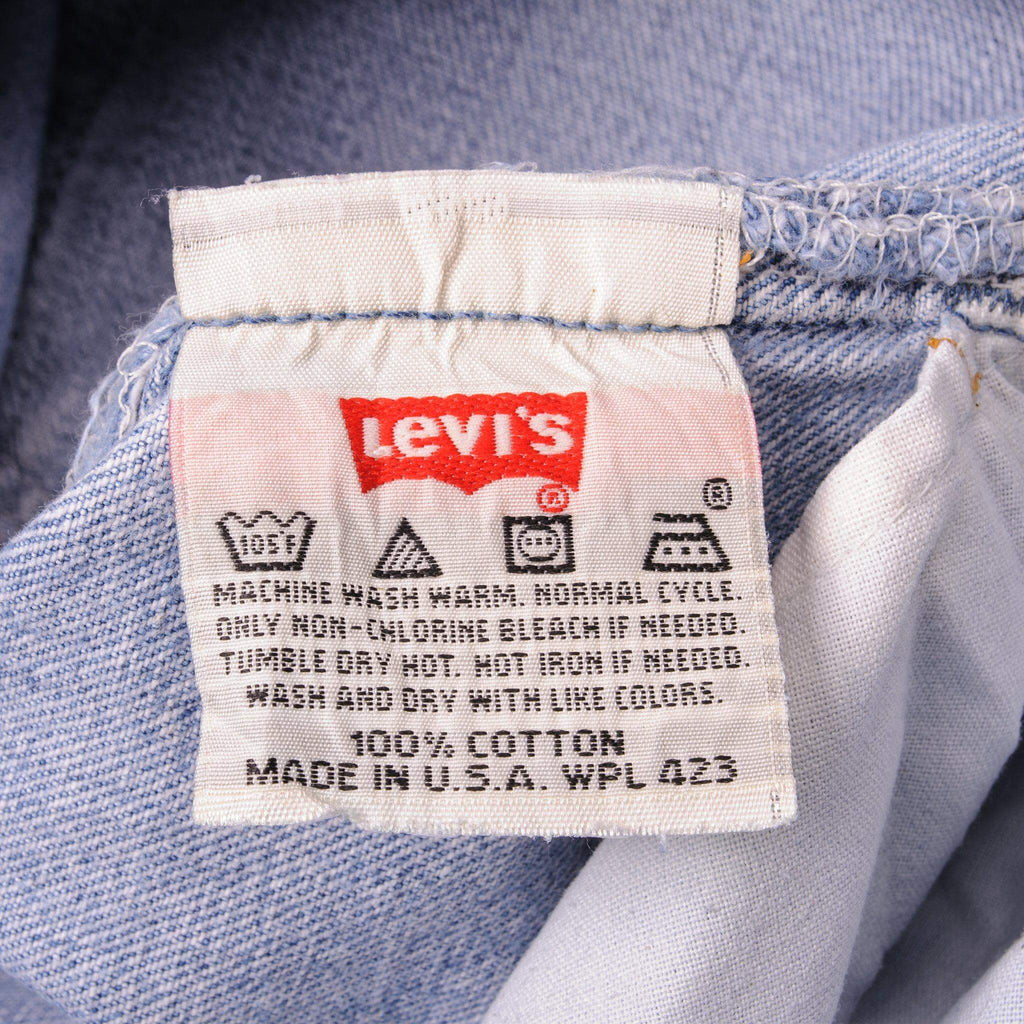 Levi's
®
®
105F
MACHINE WASH WARM. NORMAL CYCLE.
ONLY NON-CHLORINE BLEACH IF NEEDED.
TUMBLE DRY HOT. HOT IRON IF NEEDED.
WASH AND DRY WITH LIKE COLORS.
100% COTTON
MADE IN U.S.A. WPL 423